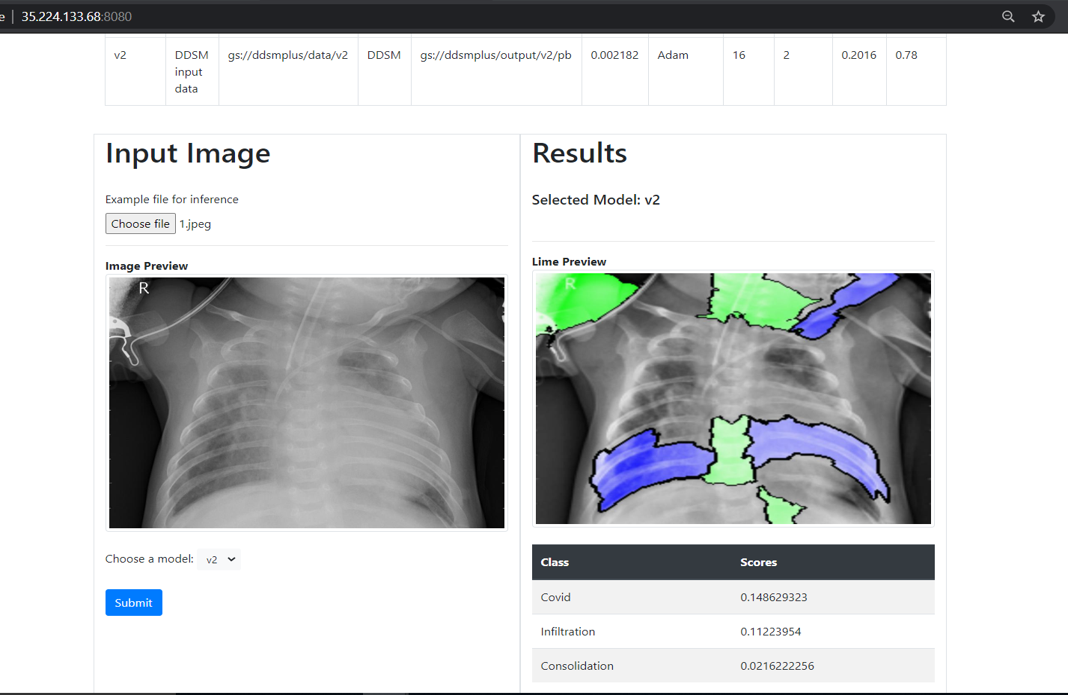 e | 35.224.133.68:8080
v2 DDSM input data gs://ddsmplus/data/v2 DDSM gs://ddsmplus/output/v2/pb 0.002182 Adam 16 2 0.2016 0.78
Input Image
Example file for inference
Choose file 1.jpeg
Image Preview
R
Choose a model: v2
Submit
Results
Selected Model: v2
Lime Preview
R
Class Scores
Covid 0.148629323
Infiltration 0.11223954
Consolidation 0.0216222256